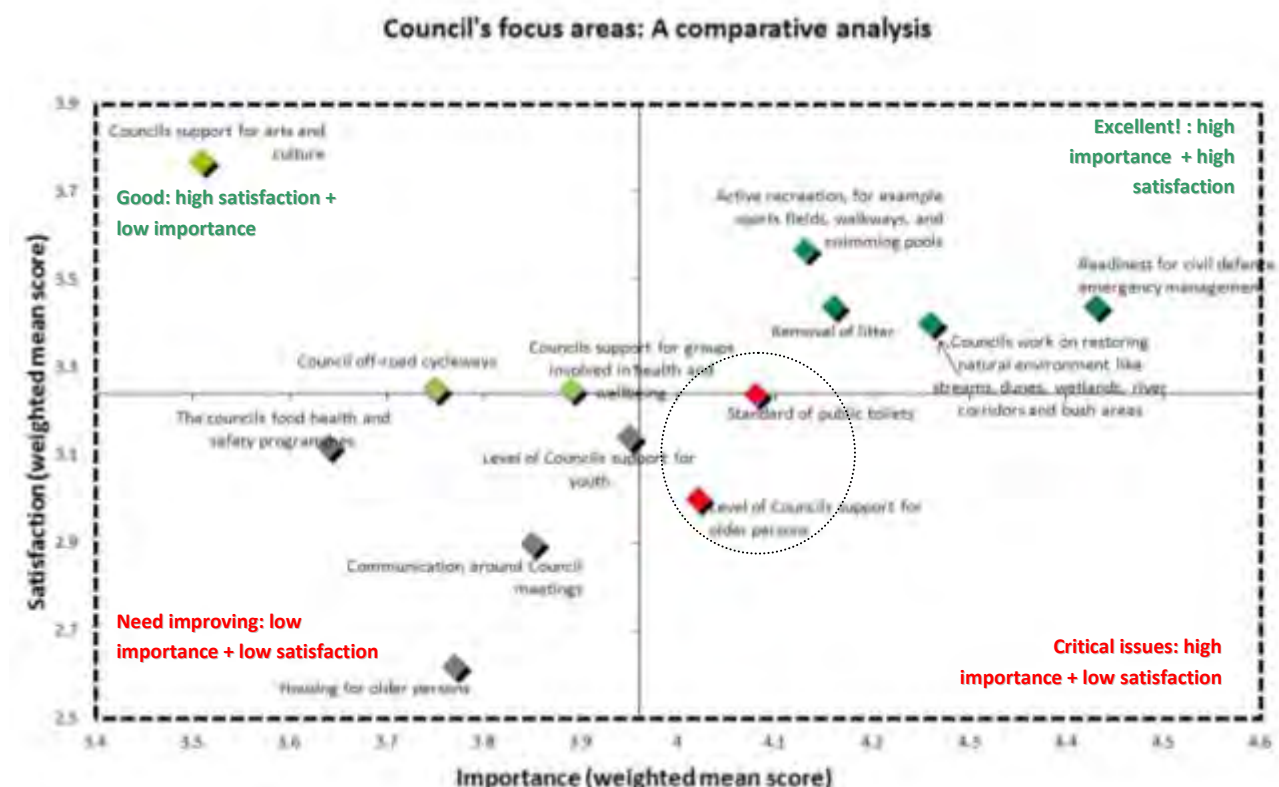 Council's focus areas: A comparative analysis
3.9
Councils support for arts and
culture
Excellent! : high
importance + high
satisfaction
3.7
Good: high satisfaction +
low importance
Active recreation, for example
sports fields, walkways, and
swimming pools
3.5
Readiness for civil defence
emergency management
Removal of litter
3.3
Council off-road cycleways
Councils support for groups
involved in health and
wellbeing
Councils work on restoring
natural environment like
streams, dunes, wetlands, river
corridors and bush areas
The councils food health and
safety programmes
Standard of public toilets
3.1
Level of Councils support for
youth
Level of Councils support for
older persons
2.9
Communication around Council
meetings
2.7
Need improving: low
importance + low satisfaction
Critical issues: high
importance + low satisfaction
Housing for older persons
2.5
Satisfaction (weighted mean score)
3.4 3.5 3.6 3.7 3.8 3.9 4 4.1 4.2 4.3 4.4 4.5 4.6
Importance (weighted mean score)